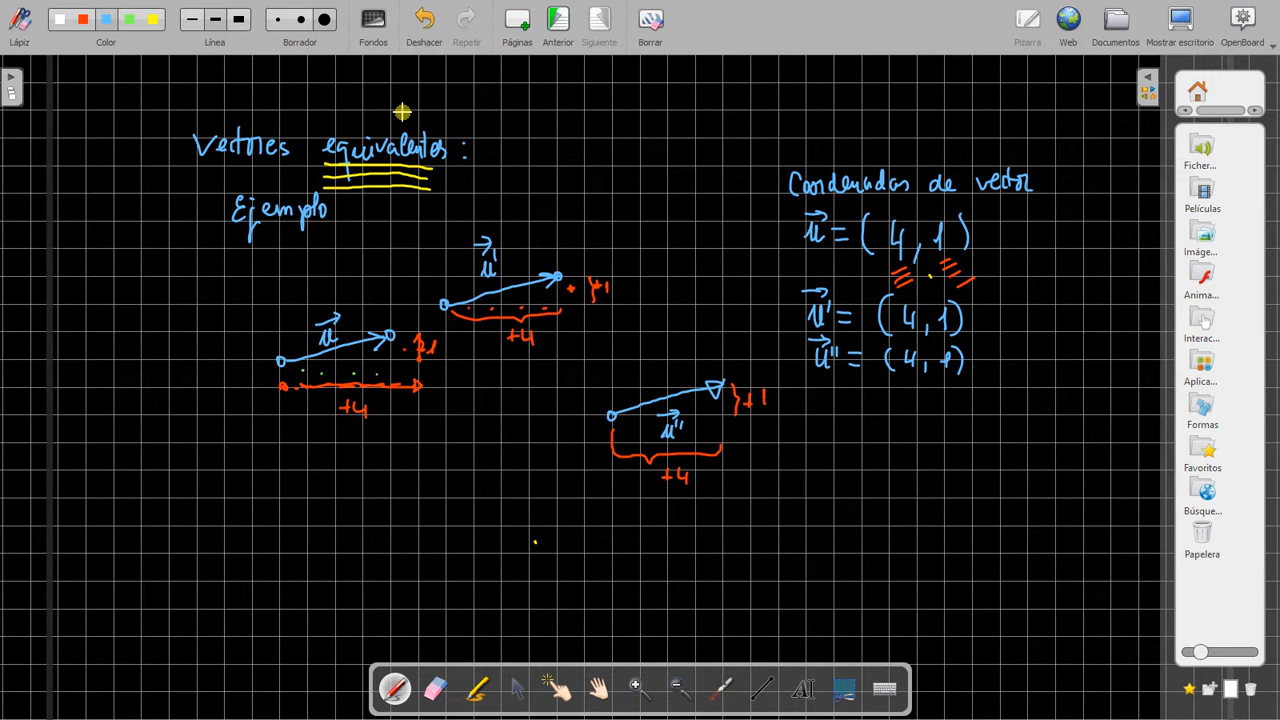 Lápiz
Color
Línea
Borrador
Fondos
Deshacer
Repetir
Páginas
Anterior
Siguiente
Borrar
Pizarra
Web
Documentos
Mostrar escritorio
OpenBoard
Vectores equivalentes:
Ejemplo
u
+4
+1
u'
+4
+1
u''
+4
+1
Coordenadas de vector
u = (4, 1)
u' = (4, 1)
u'' = (4, 1)
Ficher...
Películas
Imáge...
Anima...
Interac...
Aplica...
Formas
Favoritos
Búsque...
Papelera
AI